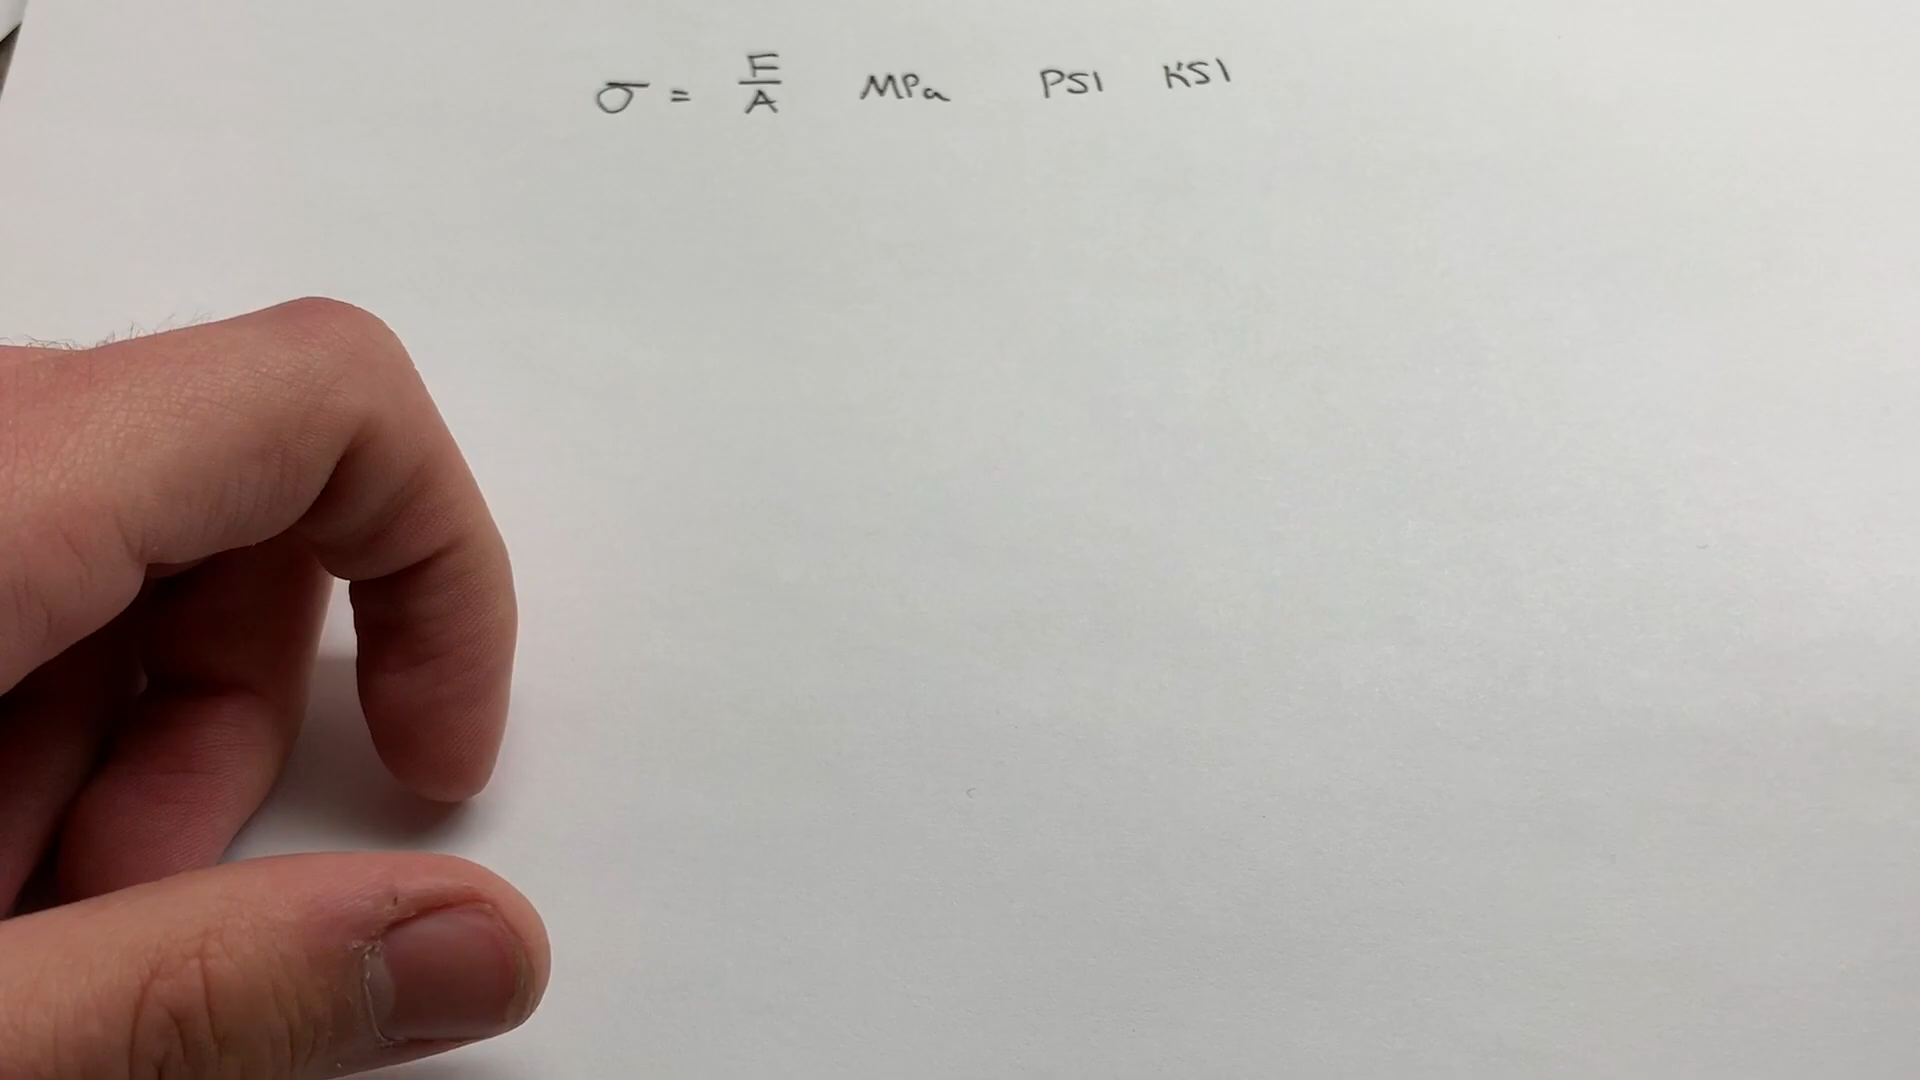 σ = F/A MPa PSI KSI